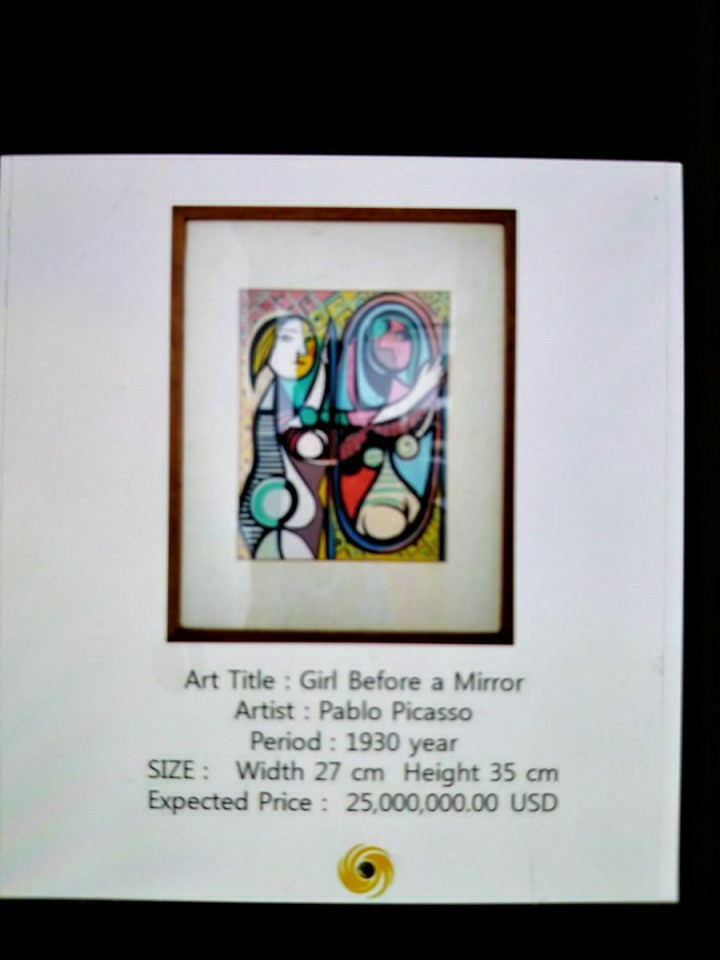 Art Title : Girl Before a Mirror
Artist : Pablo Picasso
Period : 1930 year
SIZE : Width 27 cm Height 35 cm
Expected Price : 25,000,000.00 USD